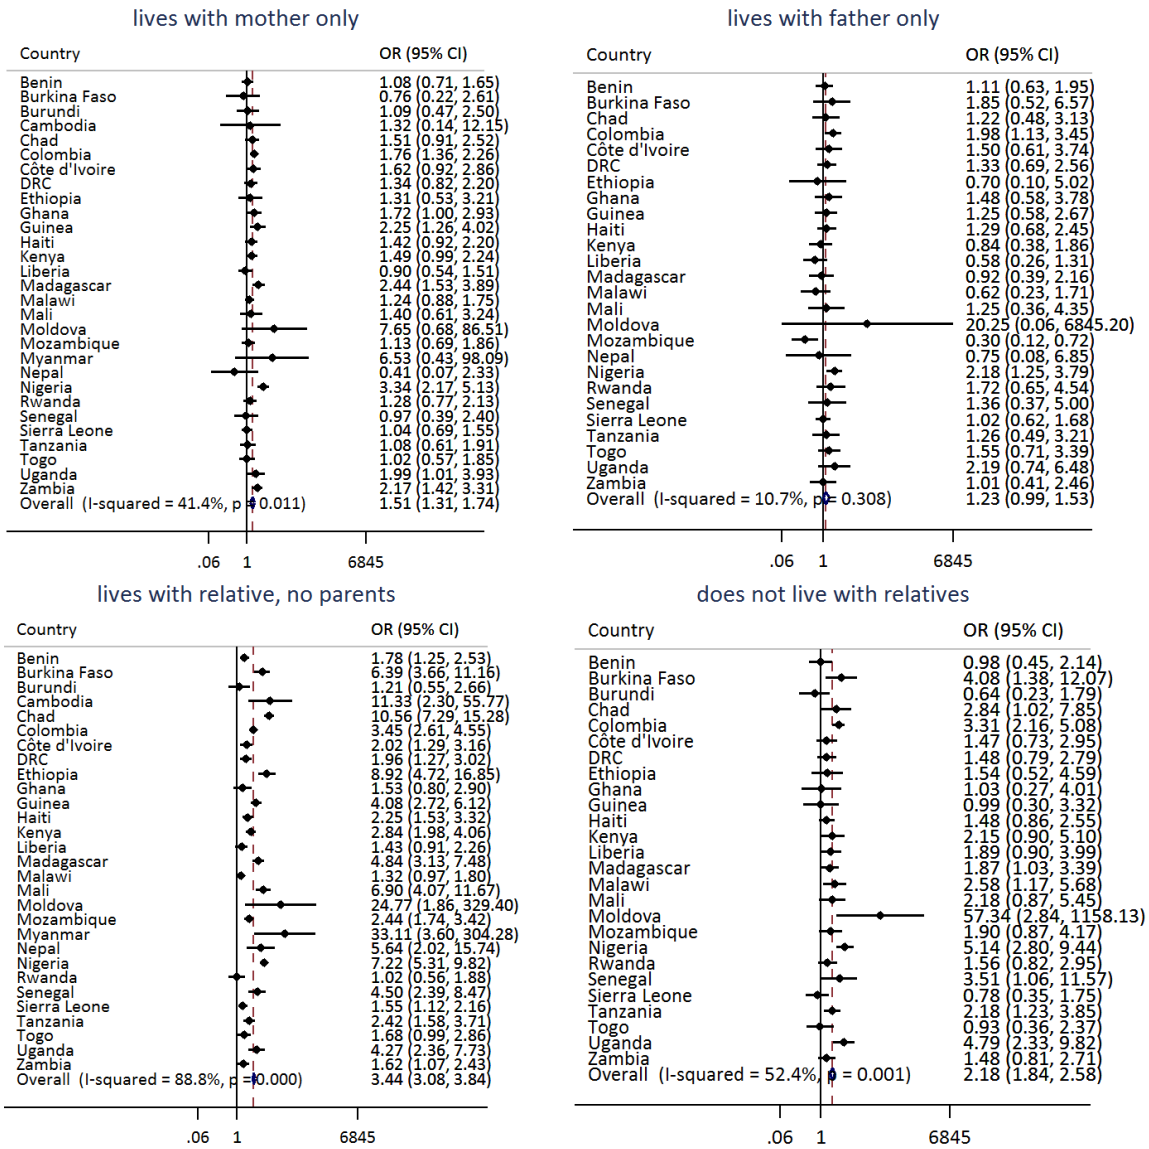 lives with mother only
Country OR (95% CI)
Benin 1.08 (0.71, 1.65)
Burkina Faso 0.76 (0.22, 2.61)
Burundi 1.09 (0.47, 2.50)
Cambodia 1.32 (0.14, 12.15)
Chad 1.51 (0.91, 2.52)
Colombia 1.76 (1.36, 2.26)
Côte d'Ivoire 1.62 (0.92, 2.86)
DRC 1.34 (0.82, 2.20)
Ethiopia 1.31 (0.53, 3.21)
Ghana 1.72 (1.00, 2.93)
Guinea 2.25 (1.26, 4.02)
Haiti 1.42 (0.92, 2.20)
Kenya 1.49 (0.99, 2.24)
Liberia 0.90 (0.54, 1.51)
Madagascar 2.44 (1.53, 3.89)
Malawi 1.24 (0.88, 1.75)
Mali 1.40 (0.61, 3.24)
Moldova 7.65 (0.68, 86.51)
Mozambique 1.13 (0.69, 1.86)
Myanmar 6.53 (0.43, 98.09)
Nepal 0.41 (0.07, 2.33)
Nigeria 3.34 (2.17, 5.13)
Rwanda 1.28 (0.77, 2.13)
Senegal 0.97 (0.39, 2.40)
Sierra Leone 1.04 (0.69, 1.55)
Tanzania 1.08 (0.61, 1.91)
Togo 1.02 (0.57, 1.85)
Uganda 1.99 (1.01, 3.93)
Zambia 2.17 (1.42, 3.31)
Overall (I-squared = 41.4%, p = 0.011) 1.51 (1.31, 1.74)
.06 1 6845
lives with father only
Country OR (95% CI)
Benin 1.11 (0.63, 1.95)
Burkina Faso 1.85 (0.52, 6.57)
Chad 1.22 (0.48, 3.13)
Colombia 1.98 (1.13, 3.45)
Côte d'Ivoire 1.50 (0.61, 3.74)
DRC 1.33 (0.69, 2.56)
Ethiopia 0.70 (0.10, 5.02)
Ghana 1.48 (0.58, 3.78)
Guinea 1.25 (0.58, 2.67)
Haiti 1.29 (0.68, 2.45)
Kenya 0.84 (0.38, 1.86)
Liberia 0.58 (0.26, 1.31)
Madagascar 0.92 (0.39, 2.16)
Malawi 0.62 (0.23, 1.71)
Mali 1.25 (0.36, 4.35)
Moldova 20.25 (0.06, 6845.20)
Mozambique 0.30 (0.12, 0.72)
Nepal 0.75 (0.08, 6.85)
Nigeria 2.18 (1.25, 3.79)
Rwanda 1.72 (0.65, 4.54)
Senegal 1.36 (0.37, 5.00)
Sierra Leone 1.02 (0.62, 1.68)
Tanzania 1.26 (0.49, 3.21)
Togo 1.55 (0.71, 3.39)
Uganda 2.19 (0.74, 6.48)
Zambia 1.01 (0.41, 2.46)
Overall (I-squared = 10.7%, p = 0.308) 1.23 (0.99, 1.53)
.06 1 6845
lives with relative, no parents
Country OR (95% CI)
Benin 1.78 (1.25, 2.53)
Burkina Faso 6.39 (3.66, 11.16)
Burundi 1.21 (0.55, 2.66)
Cambodia 11.33 (2.30, 55.77)
Chad 10.56 (7.29, 15.28)
Colombia 3.45 (2.61, 4.55)
Côte d'Ivoire 2.02 (1.29, 3.16)
DRC 1.96 (1.27, 3.02)
Ethiopia 8.92 (4.72, 16.85)
Ghana 1.53 (0.80, 2.90)
Guinea 4.08 (2.72, 6.12)
Haiti 2.25 (1.53, 3.32)
Kenya 2.84 (1.98, 4.06)
Liberia 1.43 (0.91, 2.26)
Madagascar 4.84 (3.13, 7.48)
Malawi 1.32 (0.97, 1.80)
Mali 6.90 (4.07, 11.67)
Moldova 24.77 (1.86, 329.40)
Mozambique 2.44 (1.74, 3.42)
Myanmar 33.11 (3.60, 304.28)
Nepal 5.64 (2.02, 15.74)
Nigeria 7.22 (5.31, 9.82)
Rwanda 1.02 (0.56, 1.88)
Senegal 4.50 (2.39, 8.47)
Sierra Leone 1.55 (1.12, 2.16)
Tanzania 2.42 (1.58, 3.71)
Togo 1.68 (0.99, 2.86)
Uganda 4.27 (2.36, 7.73)
Zambia 1.62 (1.07, 2.43)
Overall (I-squared = 88.8%, p = 0.000) 3.44 (3.08, 3.84)
.06 1 6845
does not live with relatives
Country OR (95% CI)
Benin 0.98 (0.45, 2.14)
Burkina Faso 4.08 (1.38, 12.07)
Burundi 0.64 (0.23, 1.79)
Chad 2.84 (1.02, 7.85)
Colombia 3.31 (2.16, 5.08)
Côte d'Ivoire 1.47 (0.73, 2.95)
DRC 1.48 (0.79, 2.79)
Ethiopia 1.54 (0.52, 4.59)
Ghana 1.03 (0.27, 4.01)
Guinea 0.99 (0.30, 3.32)
Haiti 1.48 (0.86, 2.55)
Kenya 2.15 (0.90, 5.10)
Liberia 1.89 (0.90, 3.99)
Madagascar 1.87 (1.03, 3.39)
Malawi 2.58 (1.17, 5.68)
Mali 2.18 (0.87, 5.45)
Moldova 57.34 (2.84, 1158.13)
Mozambique 1.90 (0.87, 4.17)
Nigeria 5.14 (2.80, 9.44)
Rwanda 1.56 (0.82, 2.95)
Senegal 3.51 (1.06, 11.57)
Sierra Leone 0.78 (0.35, 1.75)
Tanzania 2.18 (1.23, 3.85)
Togo 0.93 (0.36, 2.37)
Uganda 4.79 (2.33, 9.82)
Zambia 1.48 (0.81, 2.71)
Overall (I-squared = 52.4%, p = 0.001) 2.18 (1.84, 2.58)
.06 1 6845